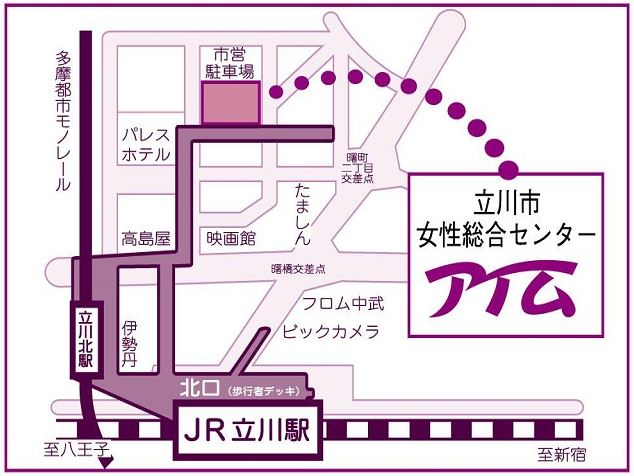 多摩都市モノレール
市営
駐車場
パレス
ホテル
曙町
二丁目
交差点
たましん
立川市
女性総合センター
アイム
高島屋
映画館
曙橋交差点
フロム中武
ビックカメラ
立川北駅
伊勢丹
北口(歩行者デッキ)
JR立川駅
至八王子
至新宿